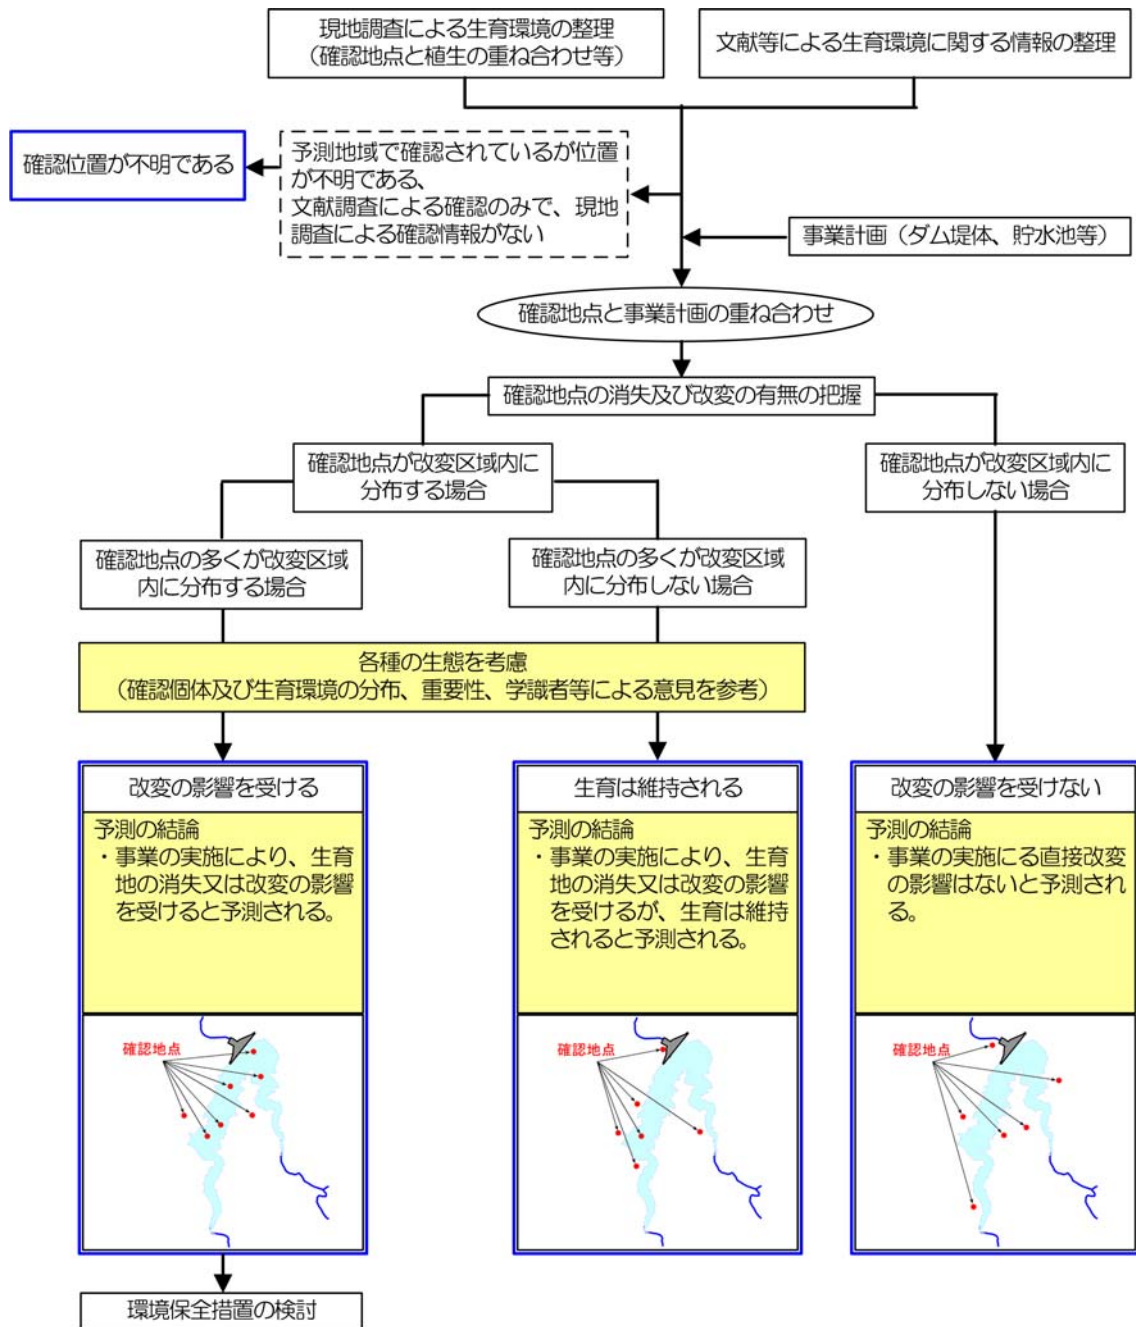 現地調査による生育環境の整理
（確認地点と植生の重ね合わせ等）
文献等による生育環境に関する情報の整理
確認位置が不明である
予測地域で確認されているが位置
が不明である、
文献調査による確認のみで、現地
調査による確認情報がない
事業計画（ダム堤体、貯水池等）
確認地点と事業計画の重ね合わせ
確認地点の消失及び改変の有無の把握
確認地点が改変区域内に
分布する場合
確認地点が改変区域内に
分布しない場合
確認地点の多くが改変区域
内に分布する場合
確認地点の多くが改変区域
内に分布しない場合
各種の生態を考慮
（確認個体及び生育環境の分布、重要性、学識者等による意見を参考）
改変の影響を受ける
予測の結論
・事業の実施により、生育
地の消失又は改変の影響
を受けると予測される。
確認地点
生育は維持される
予測の結論
・事業の実施により、生育
地の消失又は改変の影響
を受けるが、生育は維持
されると予測される。
確認地点
改変の影響を受けない
予測の結論
・事業の実施にる直接改変
の影響はないと予測され
る。
確認地点
環境保全措置の検討